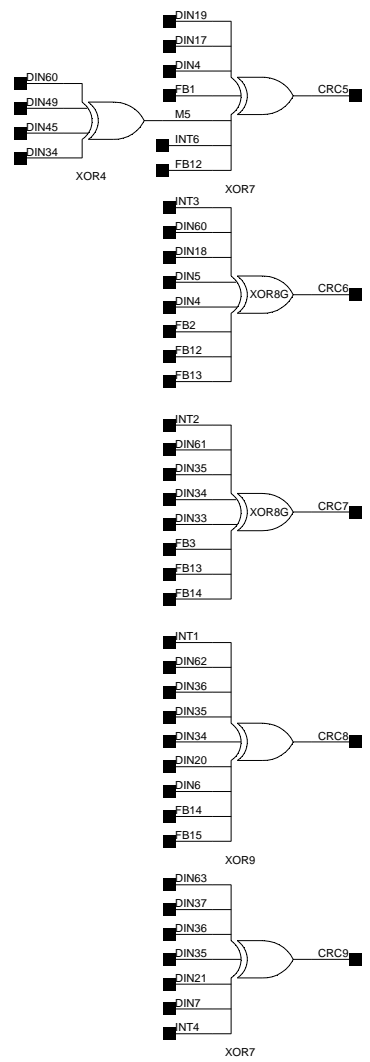 DIN19
DIN17
DIN4
FB1
CRC5
DIN60
DIN49
DIN45
DIN34
M5
INT6
FB12
XOR4
XOR7
INT3
DIN60
DIN18
DIN5
DIN4
FB2
FB12
FB13
XOR8G
CRC6
INT2
DIN61
DIN35
DIN34
DIN33
FB3
FB13
FB14
XOR8G
CRC7
INT1
DIN62
DIN36
DIN35
DIN34
DIN20
DIN6
FB14
FB15
CRC8
XOR9
DIN63
DIN37
DIN36
DIN35
DIN21
DIN7
INT4
CRC9
XOR7